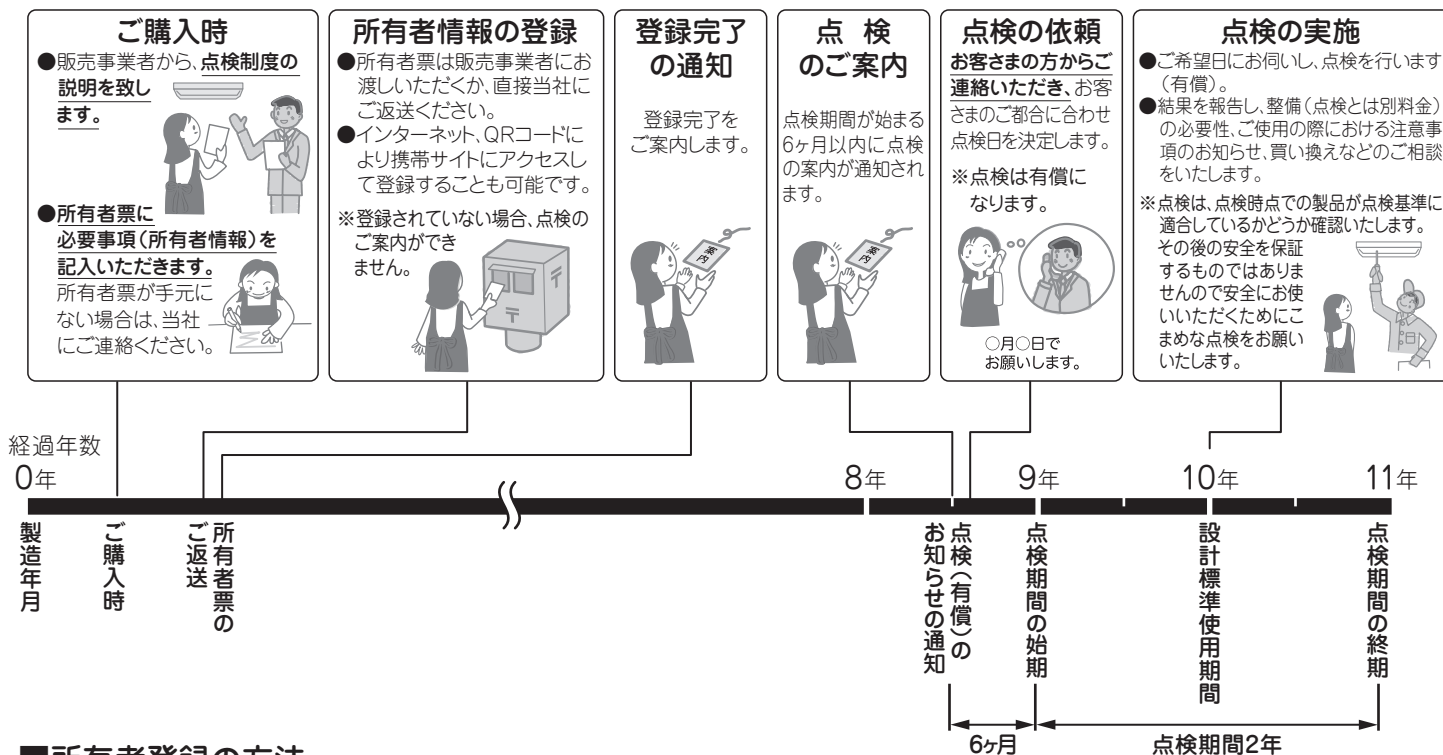 ご購入時
●販売事業者から、点検制度の
説明を致し
ます。
●所有者票に
必要事項(所有者情報)を
記入いただきます。
所有者票が手元に
ない場合は、当社
にご連絡ください。
所有者情報の登録
●所有者票は販売事業者にお
渡しいただくか、直接当社に
ご返送ください。
●インターネット、QRコードに
より携帯サイトにアクセスし
て登録することも可能です。
※登録されていない場合、点検の
ご案内ができ
ません。
〒
〒
登録完了
の通知
登録完了を
ご案内します。
案内
点 検
のご案内
点検期間が始まる
6ヶ月以内に点検
の案内が通知され
ます。
案内
点検の依頼
お客さまの方からご
連絡いただき、お客
さまのご都合に合わせ
点検日を決定します。
※点検は有償に
なります。
○月○日で
お願いします。
点検の実施
●ご希望日にお伺いし、点検を行います
(有償)。
●結果を報告し、整備(点検とは別料金)
の必要性、ご使用の際における注意事
項のお知らせ、買い換えなどのご相談
をいたします。
※点検は、点検時点での製品が点検基準に
適合しているかどうか確認いたします。
その後の安全を保証
するものではありま
せんので安全にお使
いいただくためにこ
まめな点検をお願い
いたします。
経過年数
0年
8年
9年
10年
11年
製造年月
ご購入時
所有者票の
ご返送
点検(有償)の
お知らせの通知
点検期間の始期
設計標準使用期間
点検期間の終期
6ヶ月
点検期間2年